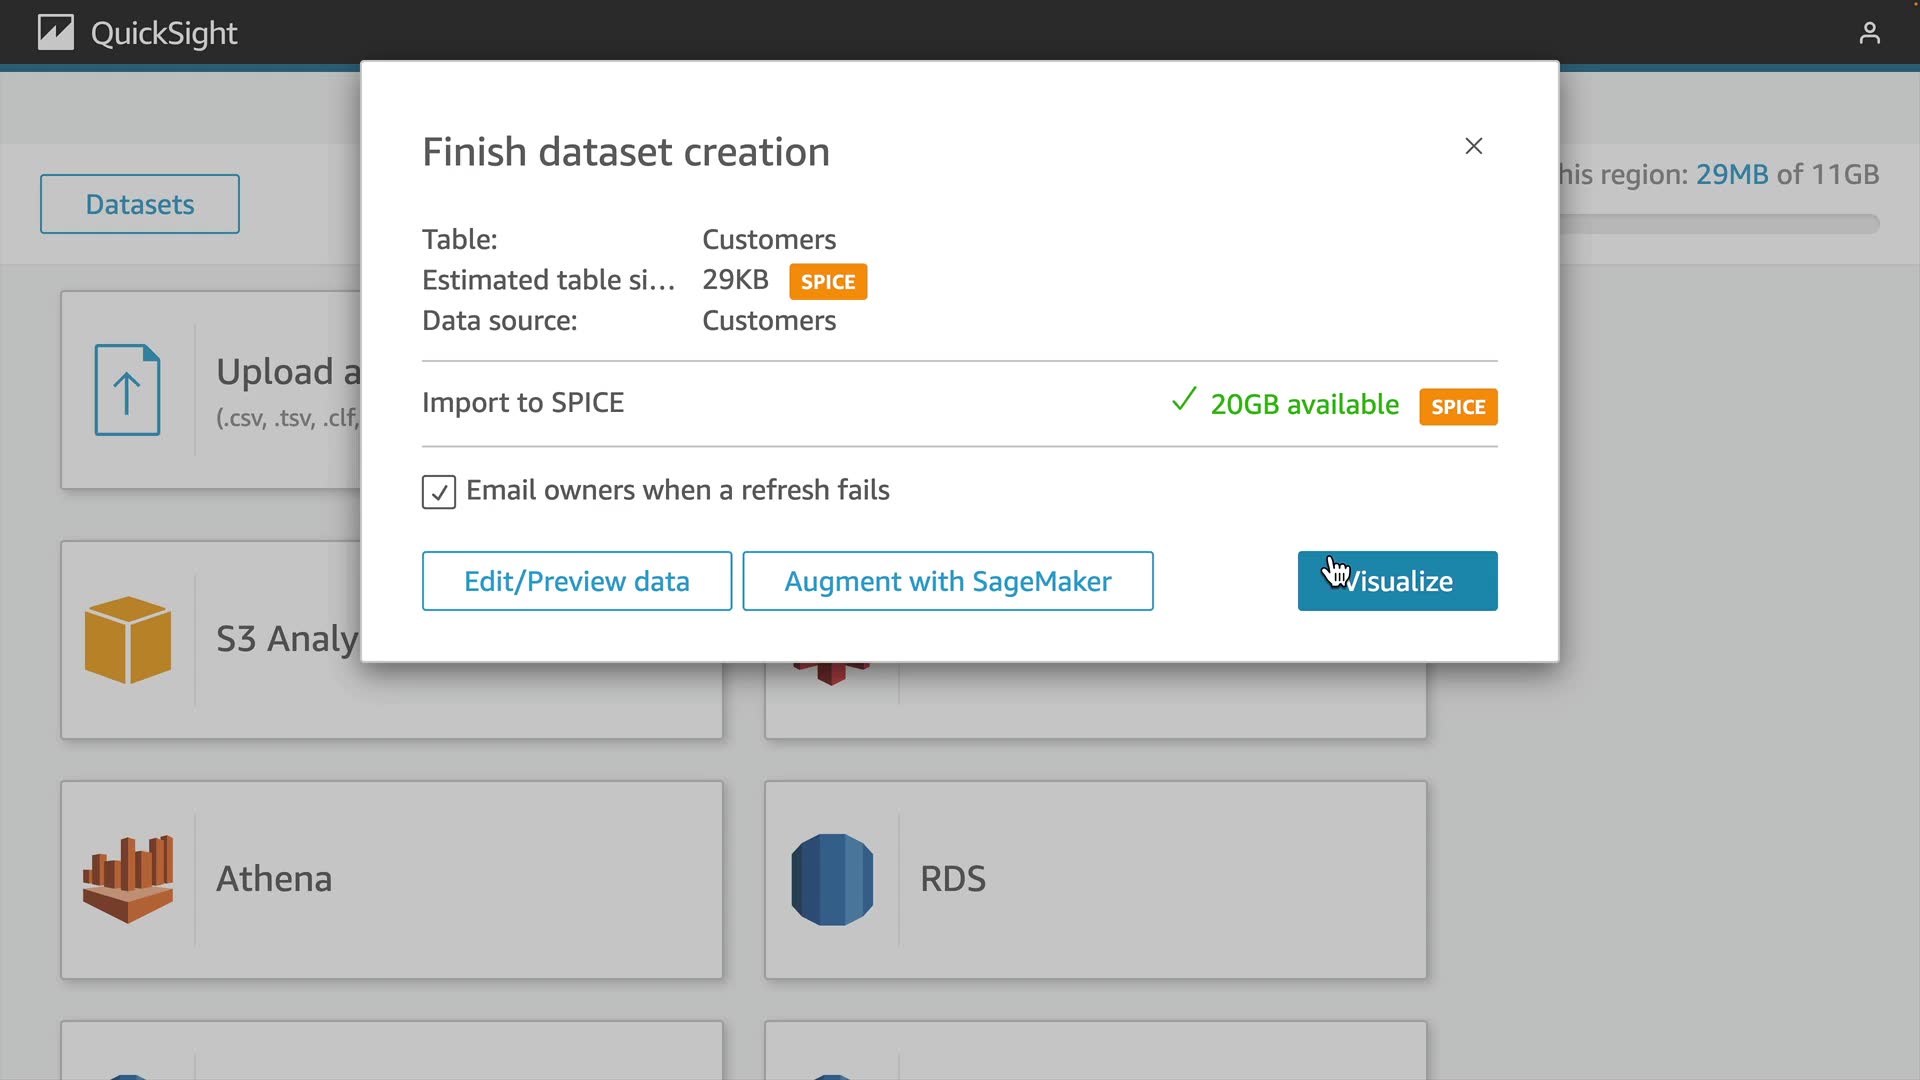 QuickSight
Finish dataset creation
Datasets
his region: 29MB of 11GB
Table: Customers
Estimated table si... 29KB SPICE
Data source: Customers
Upload a
(.csv, .tsv, .clf,
Import to SPICE 20GB available SPICE
Email owners when a refresh fails
Edit/Preview data Augment with SageMaker Visualize
S3 Analy
Athena
RDS